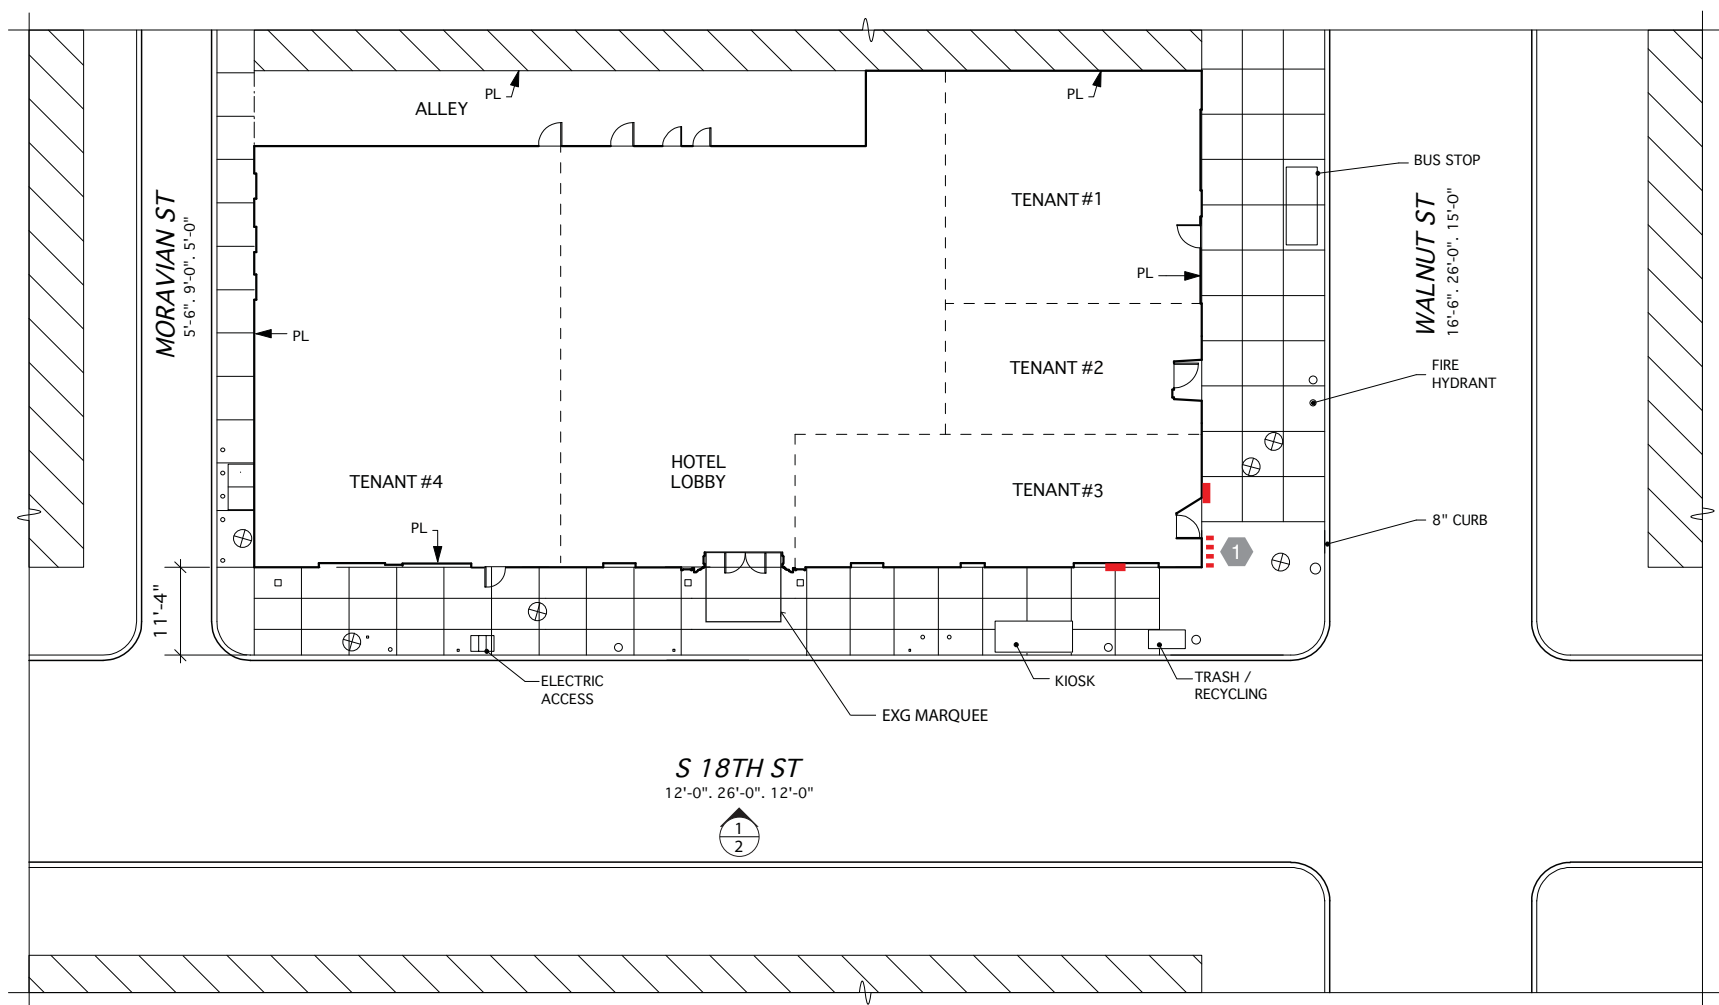 PL
PL
ALLEY
BUS STOP
TENANT #1
MORAVIAN ST
5'-6". 9'-0". 5'-0"
WALNUT ST
16'-6". 26'-0". 15'-0"
PL
PL
TENANT #2
FIRE
HYDRANT
HOTEL
LOBBY
TENANT #4
TENANT #3
PL
8" CURB
1
11'-4"
ELECTRIC
ACCESS
KIOSK
TRASH /
RECYCLING
EXG MARQUEE
S 18TH ST
12'-0". 26'-0". 12'-0"
1
2